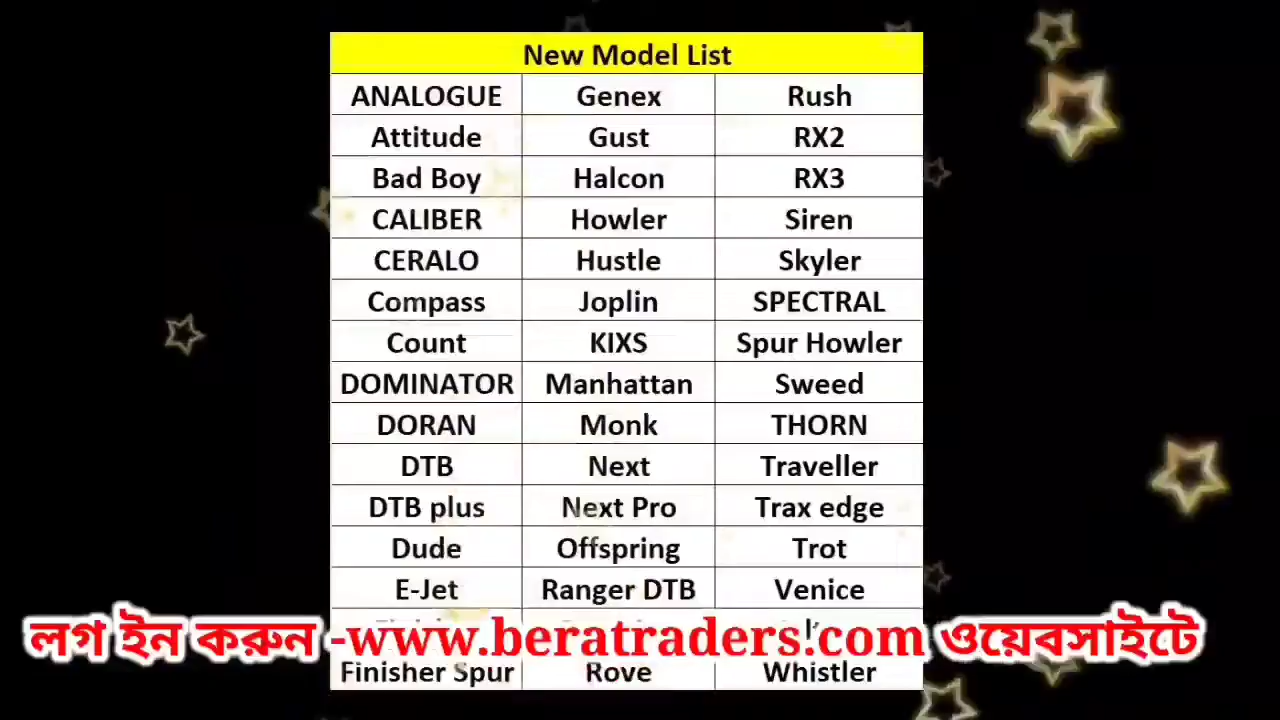 New Model List
ANALOGUE Genex Rush
Attitude Gust RX2
Bad Boy Halcon RX3
CALIBER Howler Siren
CERALO Hustle Skyler
Compass Joplin SPECTRAL
Count KIXS Spur Howler
DOMINATOR Manhattan Sweed
DORAN Monk THORN
DTB Next Traveller
DTB plus Next Pro Trax edge
Dude Offspring Trot
E-Jet Ranger DTB Venice
লগ ইন করুন -www.beratraders.com ওয়েবসাইটে
Finisher Spur Rove Whistler